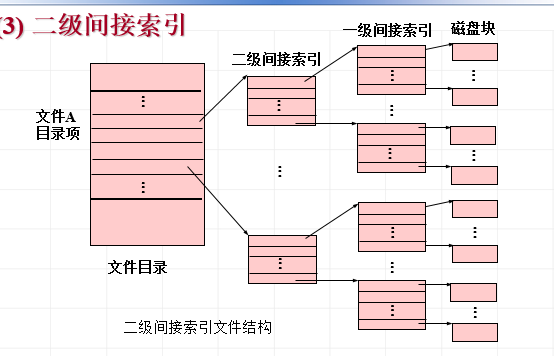 (3) 二级间接索引
一级间接索引
磁盘块
二级间接索引
文件A
目录项
文件目录
二级间接索引文件结构